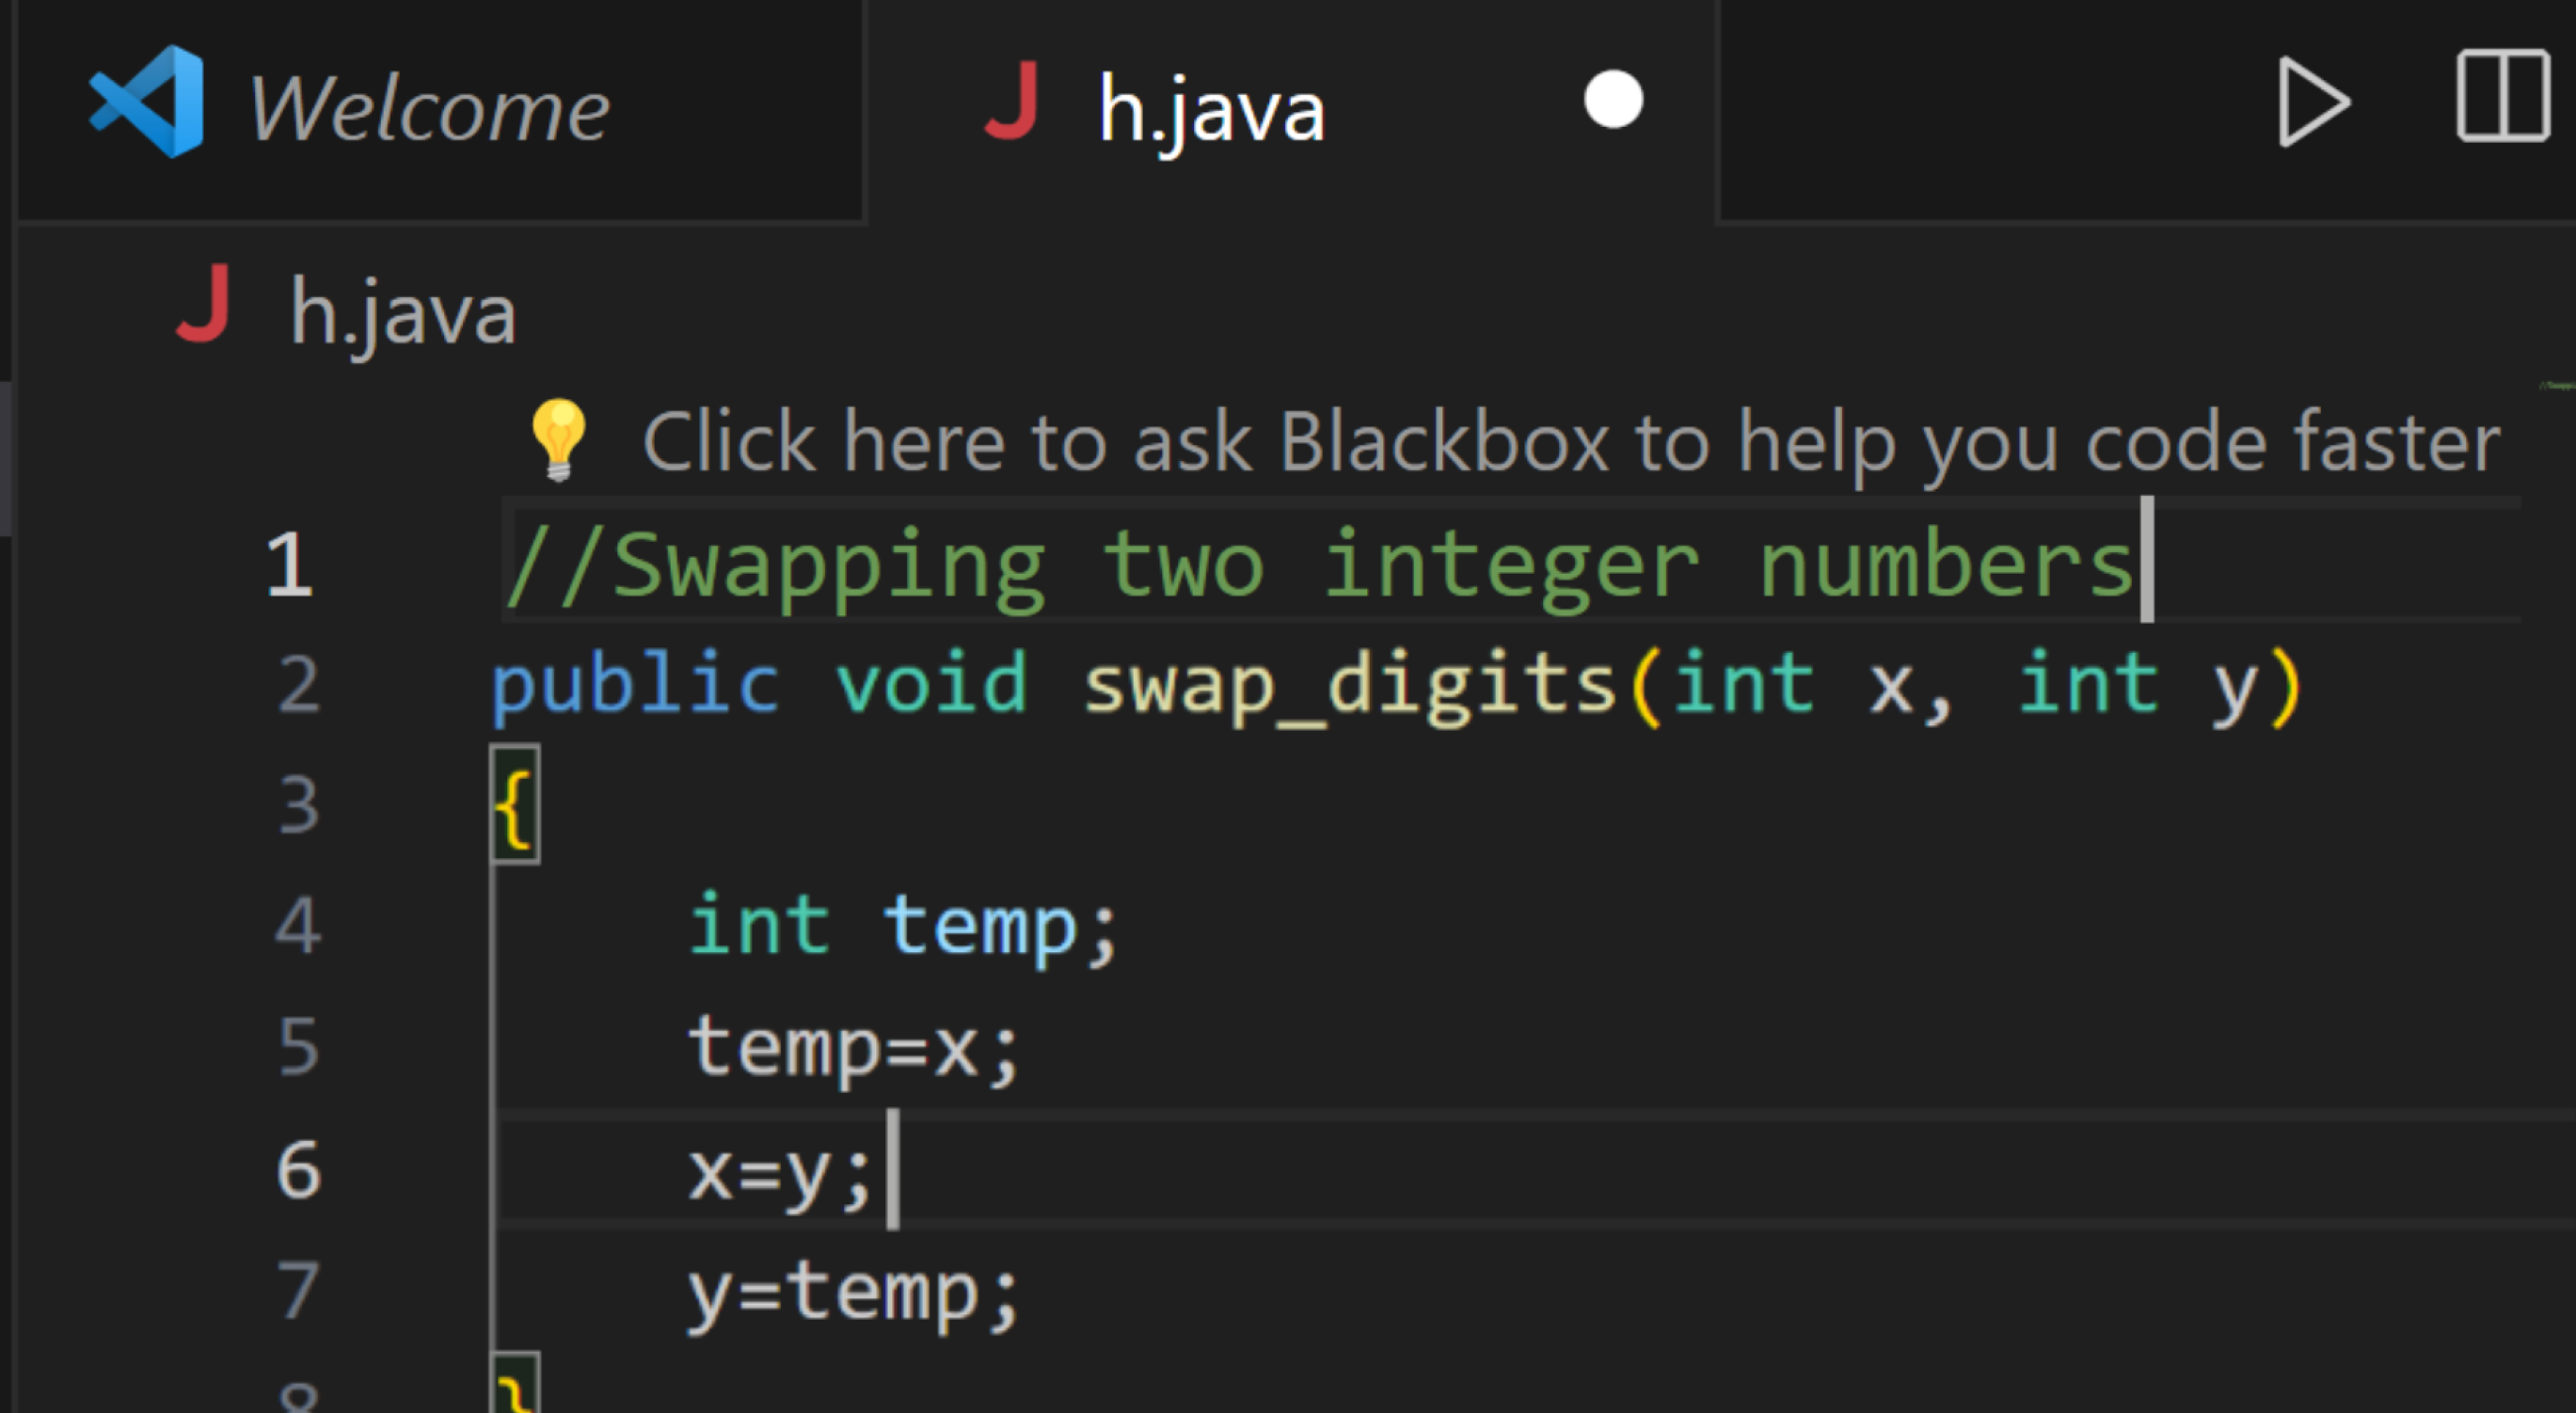 Welcome
J h.java
J h.java
Click here to ask Blackbox to help you code faster
1 //Swapping two integer numbers
2 public void swap_digits(int x, int y)
3 {
4 int temp;
5 temp=x;
6 x=y;
7 y=temp;
8 }